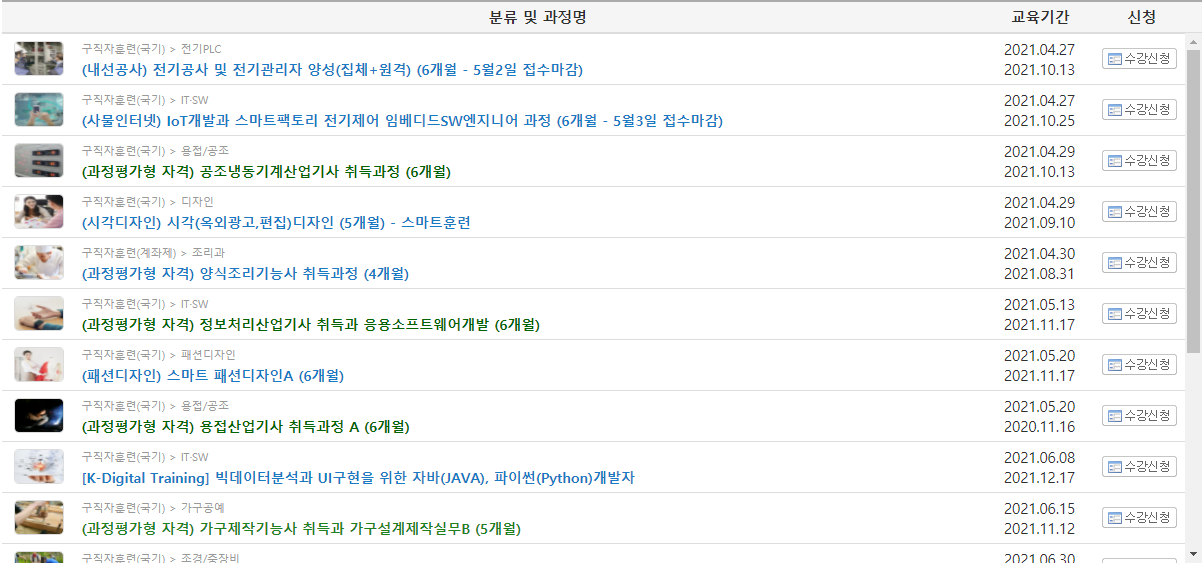 분류 및 과정명 교육기간 신청
구직자훈련(국기) > 전기PLC
(내선공사) 전기공사 및 전기관리자 양성(집체+원격) (6개월 - 5월2일 접수마감)
2021.04.27
2021.10.13
수강신청
구직자훈련(국기) > IT·SW
(사물인터넷) IoT개발과 스마트팩토리 전기제어 임베디드SW엔지니어 과정 (6개월 - 5월3일 접수마감)
2021.04.27
2021.10.25
수강신청
구직자훈련(국기) > 용접/공조
(과정평가형 자격) 공조냉동기계산업기사 취득과정 (6개월)
2021.04.29
2021.10.13
수강신청
구직자훈련(국기) > 디자인
(시각디자인) 시각(옥외광고,편집)디자인 (5개월) - 스마트훈련
2021.04.29
2021.09.10
수강신청
구직자훈련(계좌제) > 조리과
(과정평가형 자격) 양식조리기능사 취득과정 (4개월)
2021.04.30
2021.08.31
수강신청
구직자훈련(국기) > IT·SW
(과정평가형 자격) 정보처리산업기사 취득과 응용소프트웨어개발 (6개월)
2021.05.13
2021.11.17
수강신청
구직자훈련(국기) > 패션디자인
(패션디자인) 스마트 패션디자인A (6개월)
2021.05.20
2021.11.17
수강신청
구직자훈련(국기) > 용접/공조
(과정평가형 자격) 용접산업기사 취득과정 A (6개월)
2021.05.20
2020.11.16
수강신청
구직자훈련(국기) > IT·SW
[K-Digital Training] 빅데이터분석과 UI구현을 위한 자바(JAVA), 파이썬(Python)개발자
2021.06.08
2021.12.17
수강신청
구직자훈련(국기) > 가구공예
(과정평가형 자격) 가구제작기능사 취득과 가구설계제작실무B (5개월)
2021.06.15
2021.11.12
수강신청
구직자훈련(국기) > 조경/중장비
2021.06.30